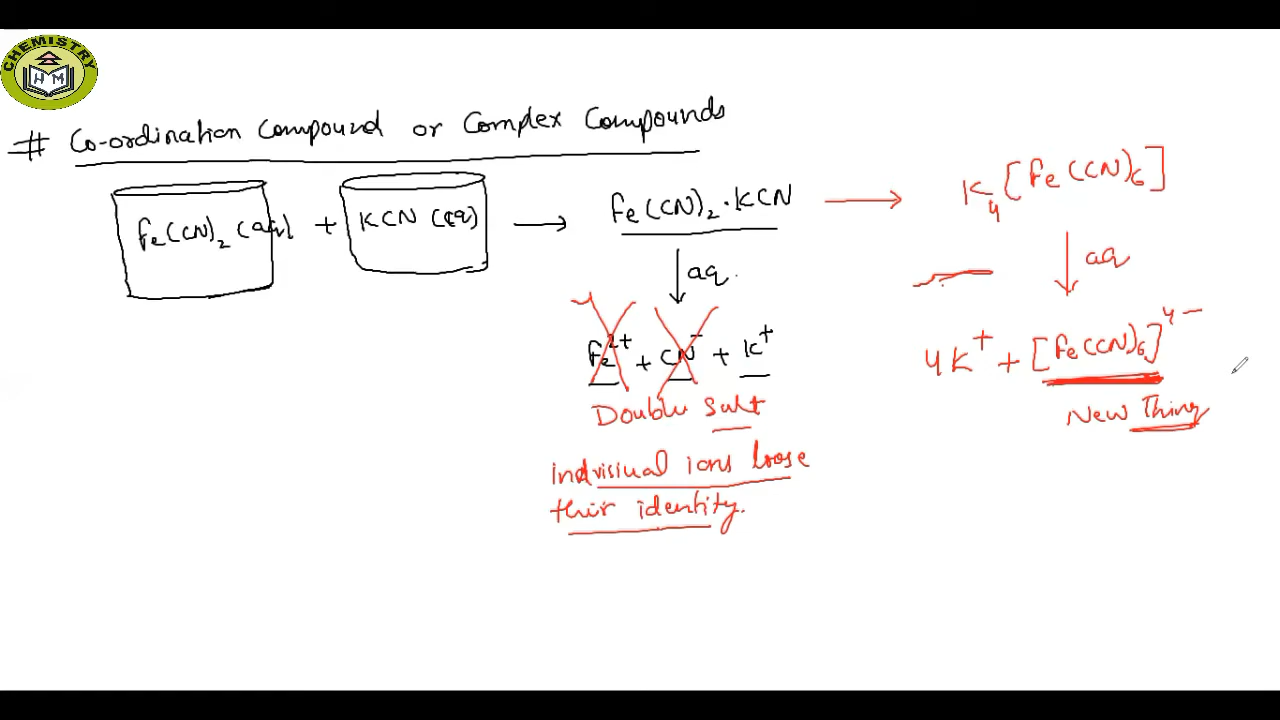 CHEMISTRY
HM
# Co-ordination Compound or Complex Compounds
Fe(CN)₂ (aq) + KCN (aq) → Fe(CN)₂·KCN → K₄[Fe(CN)₆]
↓aq. ↓aq
Fe²⁺ + CN⁻ + K⁺
4K⁺ + [Fe(CN)₆]⁴⁻
Double Salt
New Thing
indivisiual ions loose
their identity.